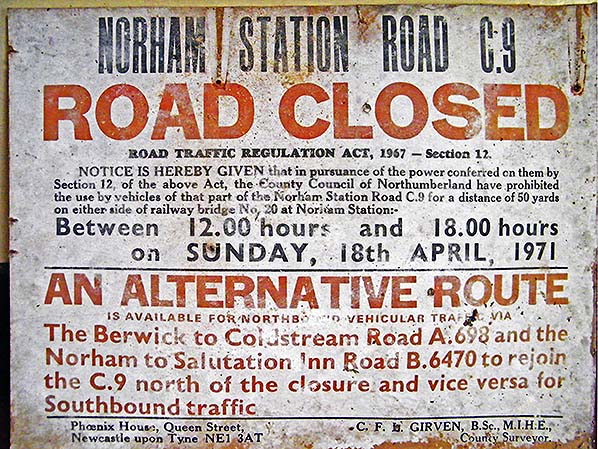 NORHAM STATION ROAD C.9
ROAD CLOSED
ROAD TRAFFIC REGULATION ACT, 1967 — Section 12.
NOTICE IS HEREBY GIVEN that in pursuance of the power conferred on them by
Section 12, of the above Act, the County Council of Northumberland have prohibited
the use by vehicles of that part of the Norham Station Road C.9 for a distance of 50 yards
on either side of railway bridge No, 20 at Norham Station:-
Between 12.00 hours and 18.00 hours
on SUNDAY, 18th APRIL, 1971
AN ALTERNATIVE ROUTE
IS AVAILABLE FOR NORTHBOUND VEHICULAR TRAFFIC VIA
The Berwick to Coldstream Road A.698 and the
Norham to Salutation Inn Road B.6470 to rejoin
the C.9 north of the closure and vice versa for
Southbound traffic
Phœnix House, Queen Street,
Newcastle upon Tyne NE1 3AT
C. F. GIRVEN, B.Sc., M.I.H.E.,
County Surveyor.